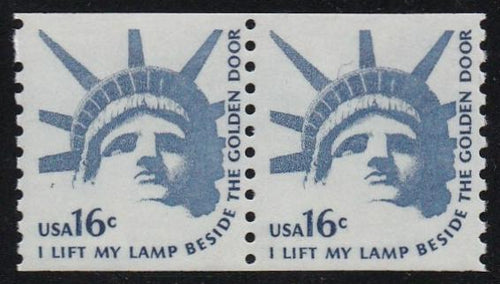 USA16c
I LIFT MY LAMP BESIDE THE GOLDEN DOOR
USA16c
I LIFT MY LAMP BESIDE THE GOLDEN DOOR